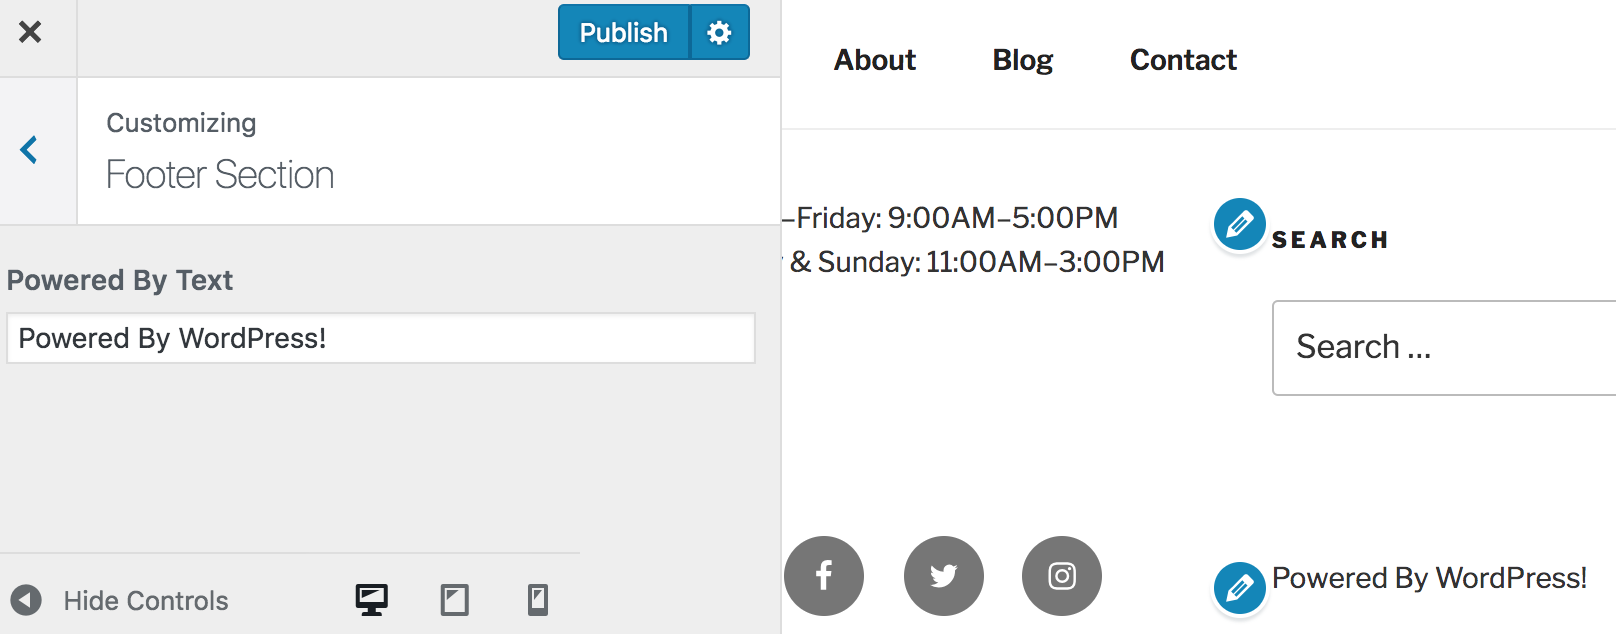 Publish
Customizing
Footer Section
Powered By Text
Powered By WordPress!
Hide Controls
About Blog Contact
–Friday: 9:00AM–5:00PM
& Sunday: 11:00AM–3:00PM
SEARCH
Search ...
Powered By WordPress!